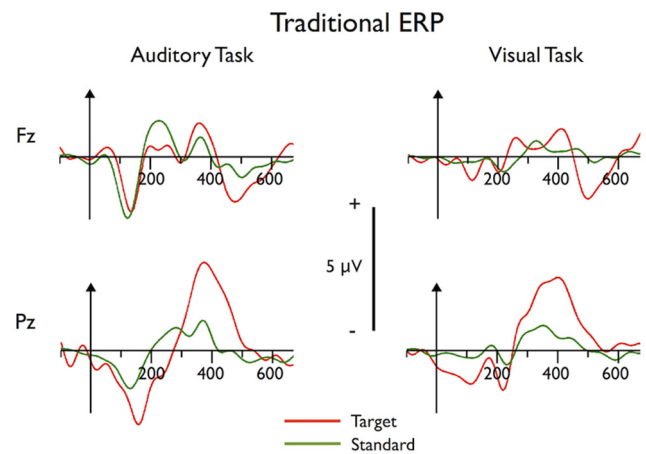 Traditional ERP
Auditory Task
Visual Task
Fz
200 400 600
200 400 600
+
5 µV
-
Pz
200 400 600
200 400 600
Target
Standard